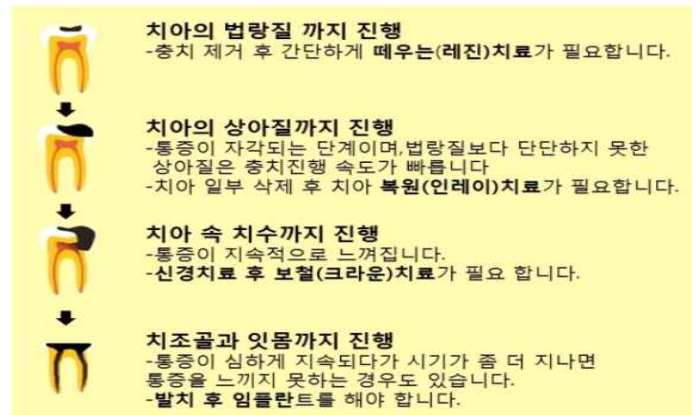 치아의 법랑질 까지 진행
-충치 제거 후 간단하게 떼우는(레진)치료가 필요합니다.
치아의 상아질까지 진행
-통증이 자각되는 단계이며,법랑질보다 단단하지 못한
상아질은 충치진행 속도가 빠릅니다
-치아 일부 삭제 후 치아 복원(인레이)치료가 필요합니다.
치아 속 치수까지 진행
-통증이 지속적으로 느껴집니다.
-신경치료 후 보철(크라운)치료가 필요 합니다.
치조골과 잇몸까지 진행
-통증이 심하게 지속되다가 시기가 좀 더 지나면
통증을 느끼지 못하는 경우도 있습니다.
-발치 후 임플란트를 해야 합니다.